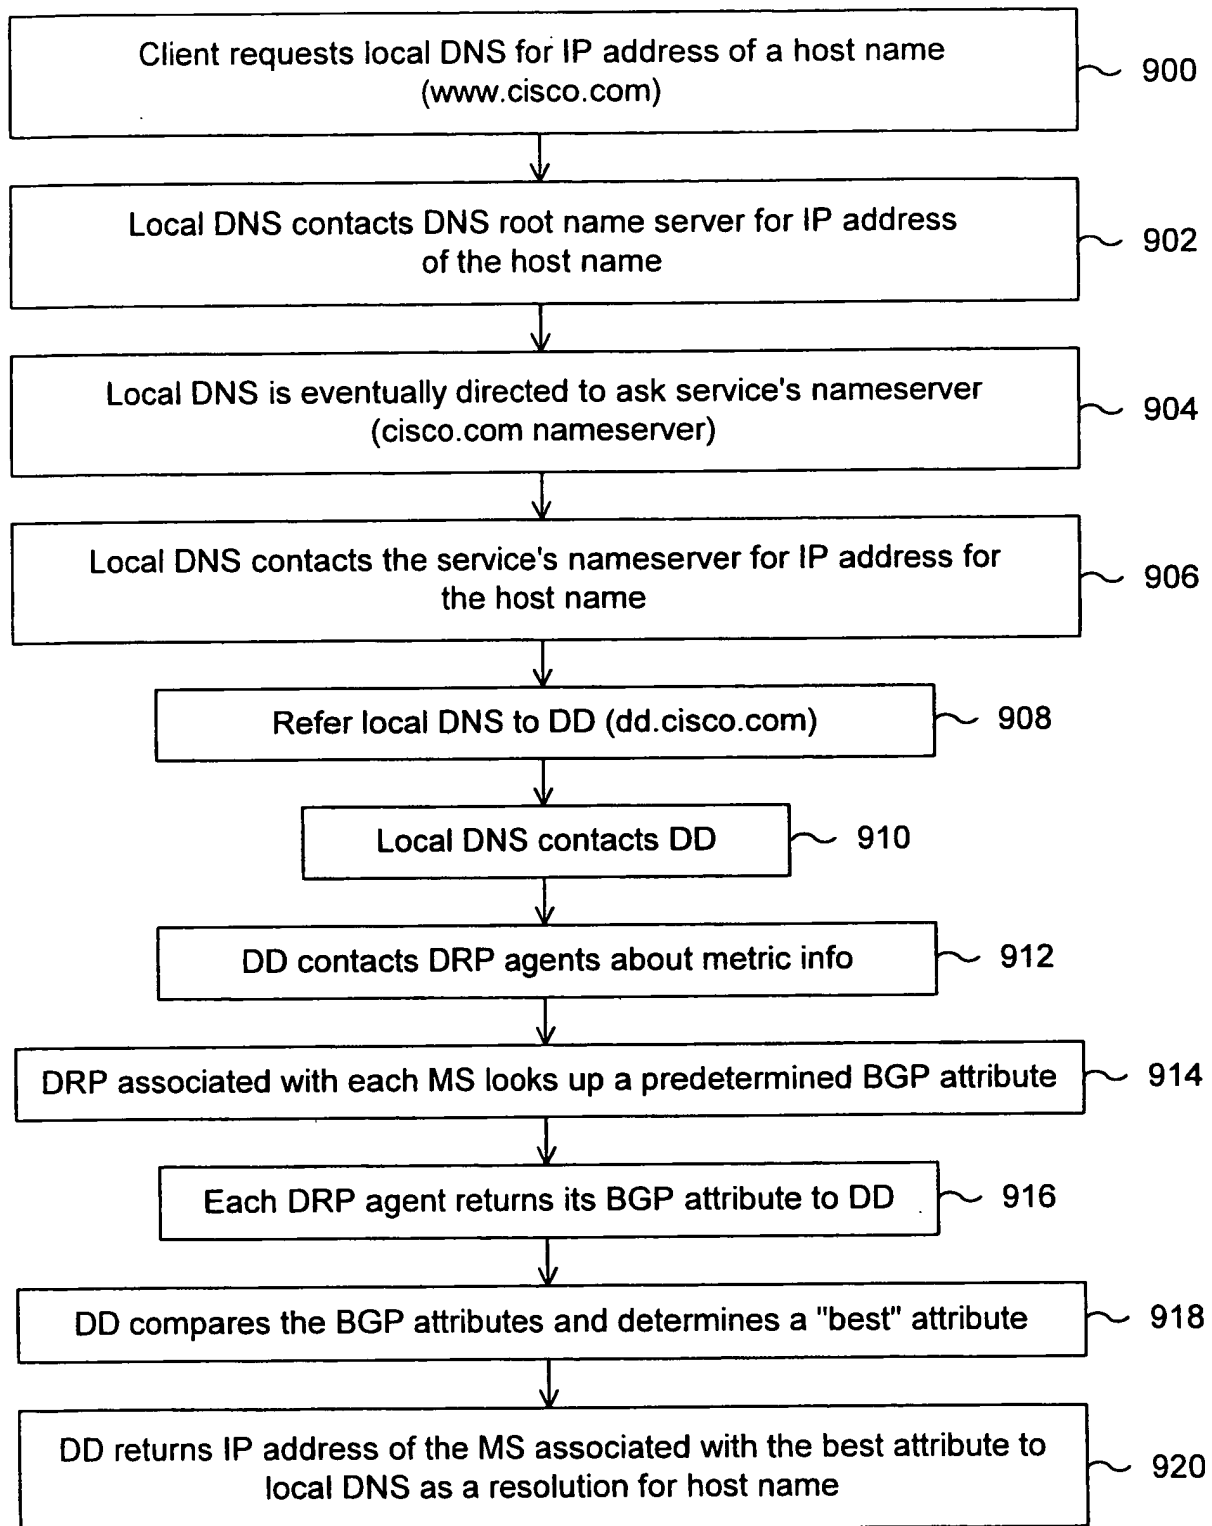 Client requests local DNS for IP address of a host name
(www.cisco.com)
900
Local DNS contacts DNS root name server for IP address
of the host name
902
Local DNS is eventually directed to ask service's nameserver
(cisco.com nameserver)
904
Local DNS contacts the service's nameserver for IP address for
the host name
906
Refer local DNS to DD (dd.cisco.com)
908
Local DNS contacts DD
910
DD contacts DRP agents about metric info
912
DRP associated with each MS looks up a predetermined BGP attribute
914
Each DRP agent returns its BGP attribute to DD
916
DD compares the BGP attributes and determines a "best" attribute
918
DD returns IP address of the MS associated with the best attribute to
local DNS as a resolution for host name
920